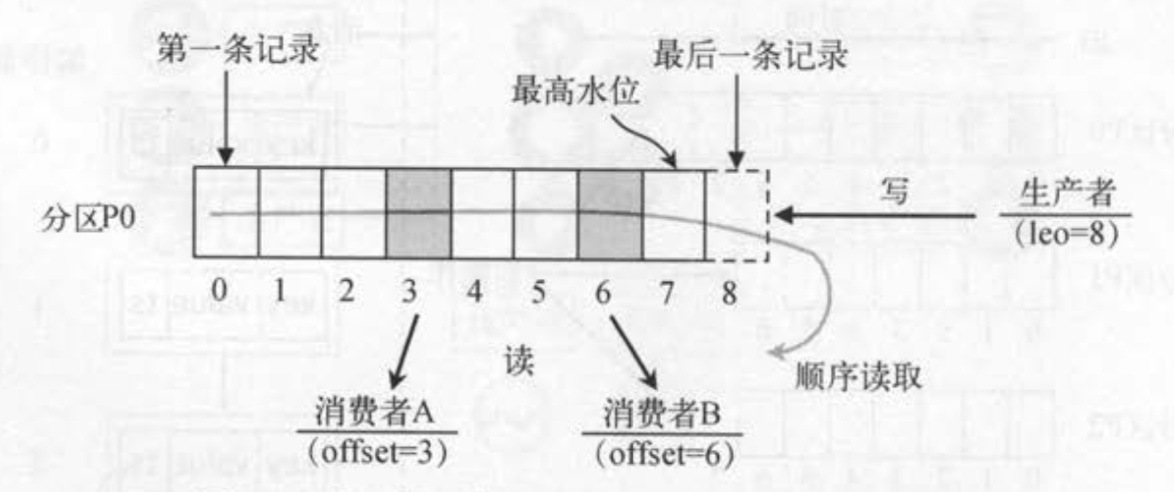 第一条记录
最后一条记录
最高水位
分区P0
写
生产者
(leo=8)
0 1 2 3 4 5 6 7 8
读
顺序读取
消费者A
(offset=3)
消费者B
(offset=6)